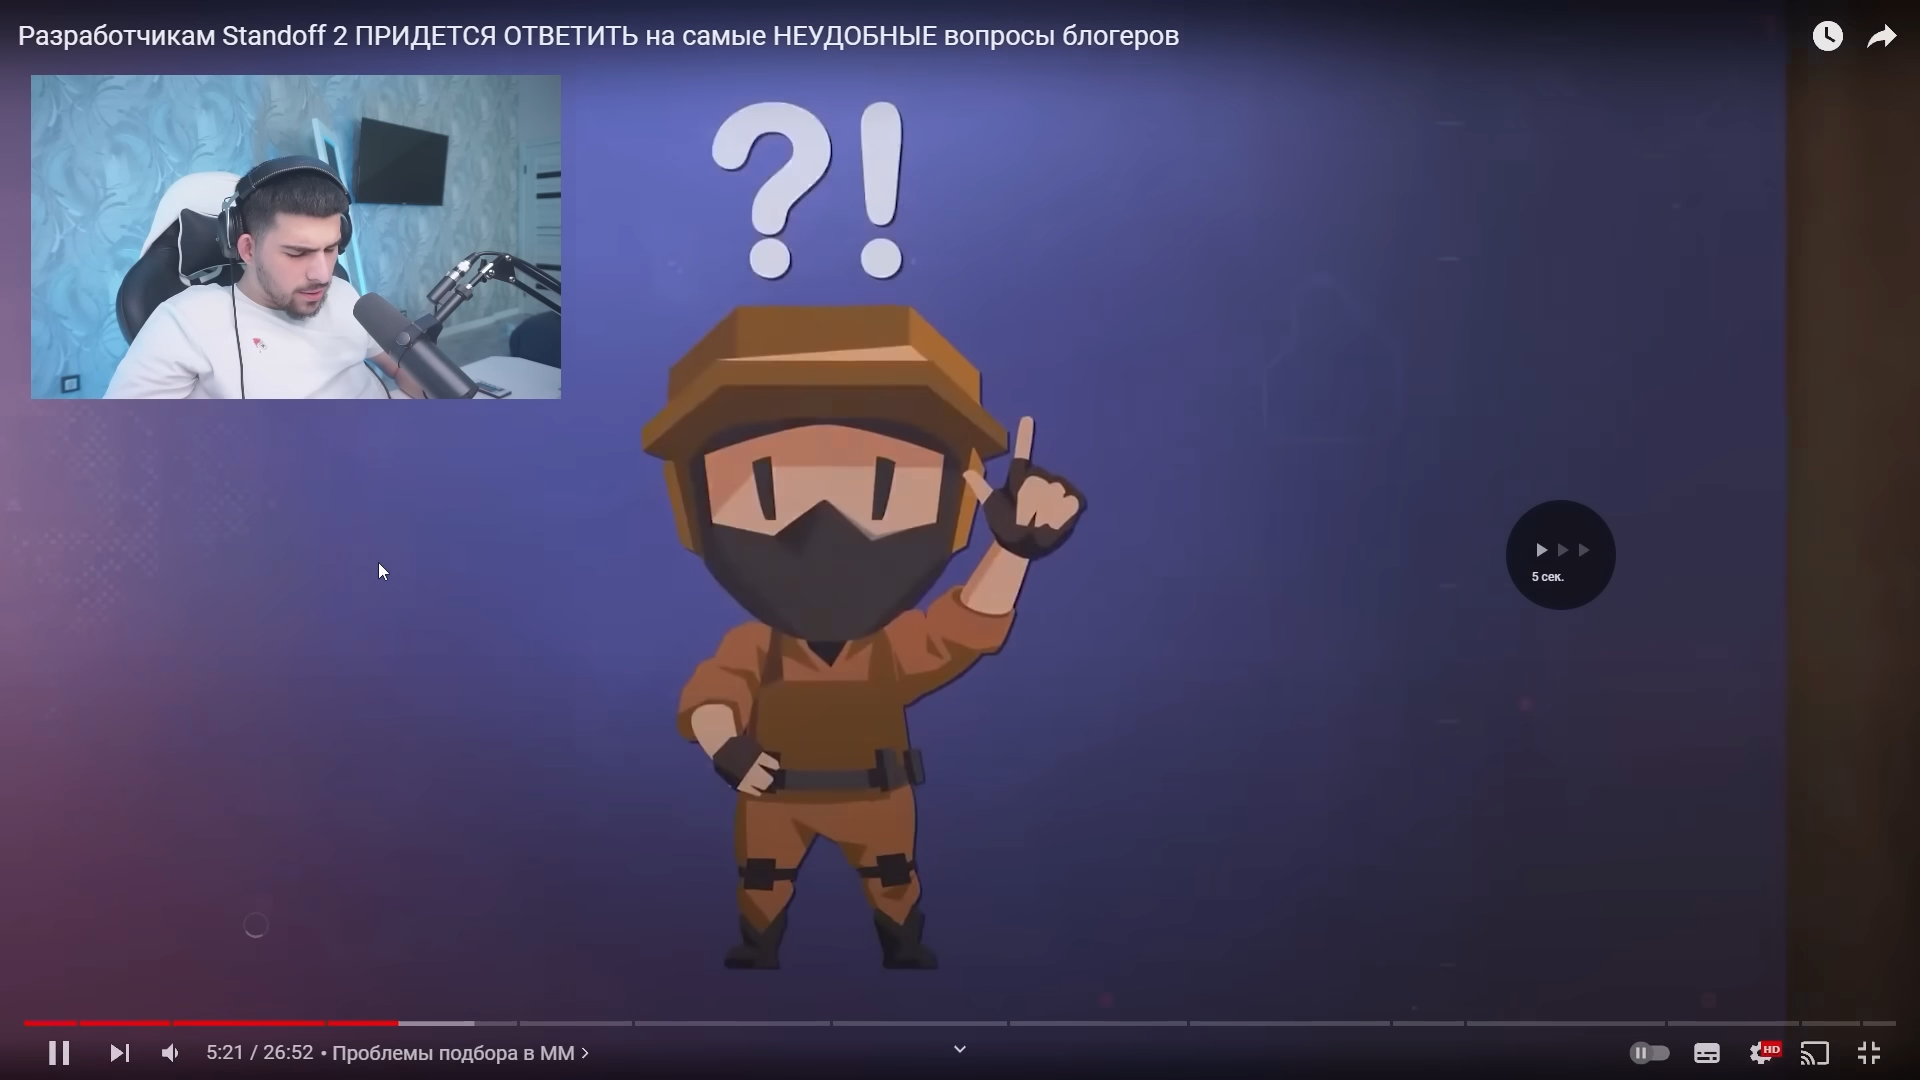 Разработчикам Standoff 2 ПРИДЕТСЯ ОТВЕТИТЬ на самые НЕУДОБНЫЕ вопросы блогеров
?!
5 сек.
5:21 / 26:52 • Проблемы подбора в ММ
HD